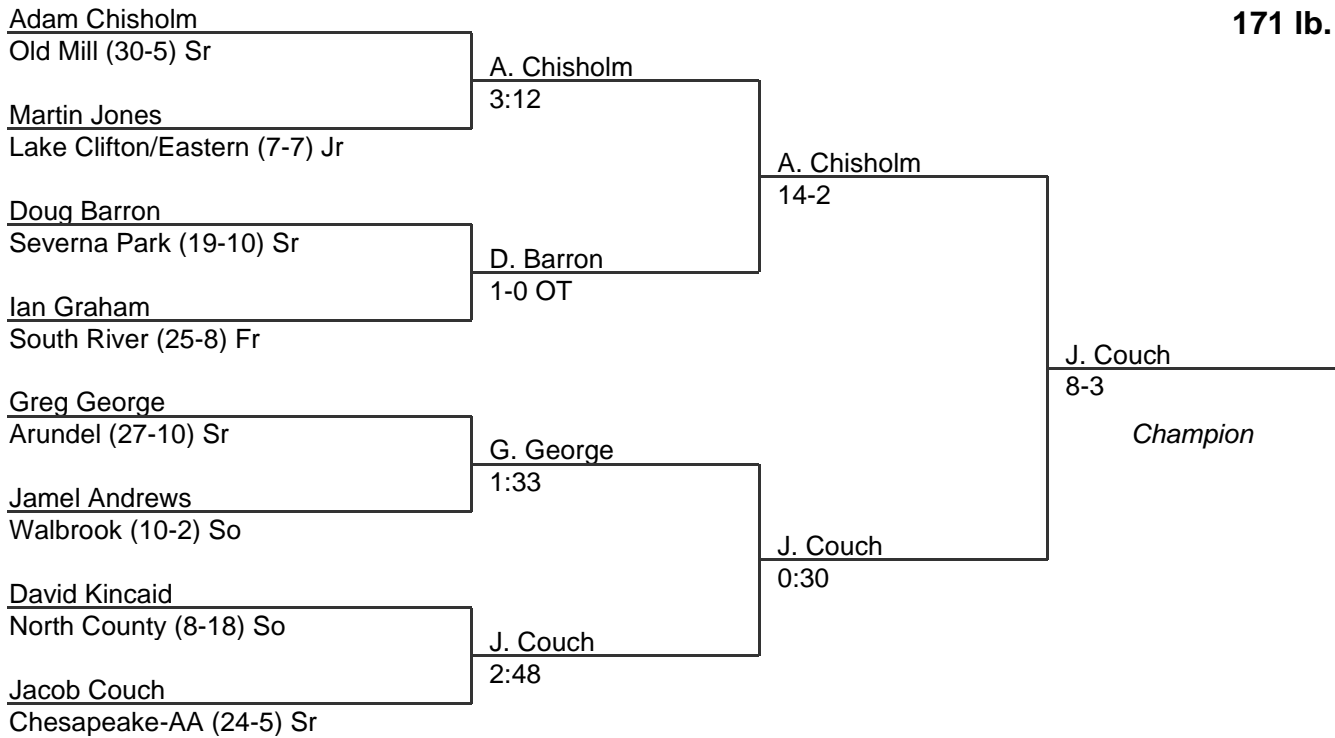 171 lb.
Adam Chisholm
Old Mill (30-5) Sr
A. Chisholm
3:12
Martin Jones
Lake Clifton/Eastern (7-7) Jr
A. Chisholm
14-2
Doug Barron
Severna Park (19-10) Sr
D. Barron
1-0 OT
Ian Graham
South River (25-8) Fr
J. Couch
8-3
Champion
Greg George
Arundel (27-10) Sr
G. George
1:33
Jamel Andrews
Walbrook (10-2) So
J. Couch
0:30
David Kincaid
North County (8-18) So
J. Couch
2:48
Jacob Couch
Chesapeake-AA (24-5) Sr